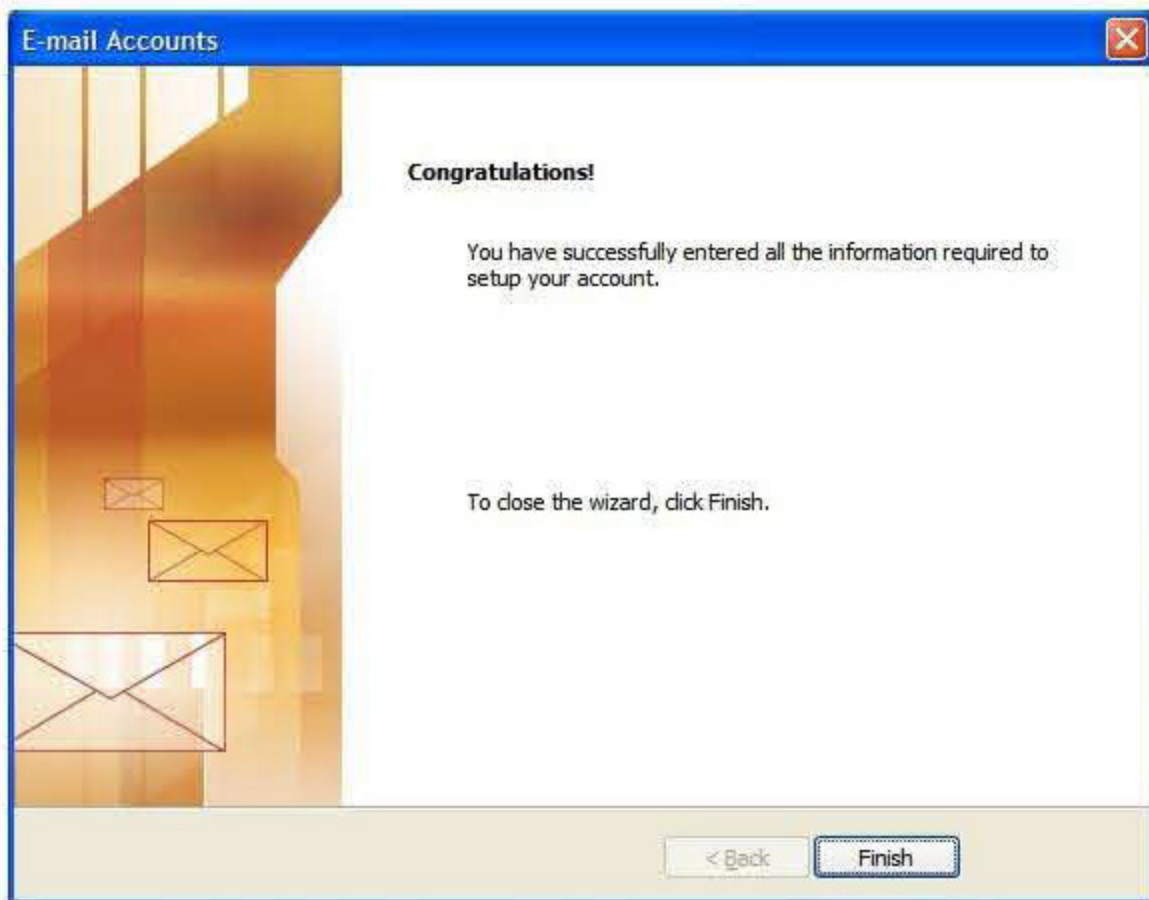 E-mail Accounts
Congratulations!
You have successfully entered all the information required to
setup your account.
To close the wizard, click Finish.
< Back
Finish